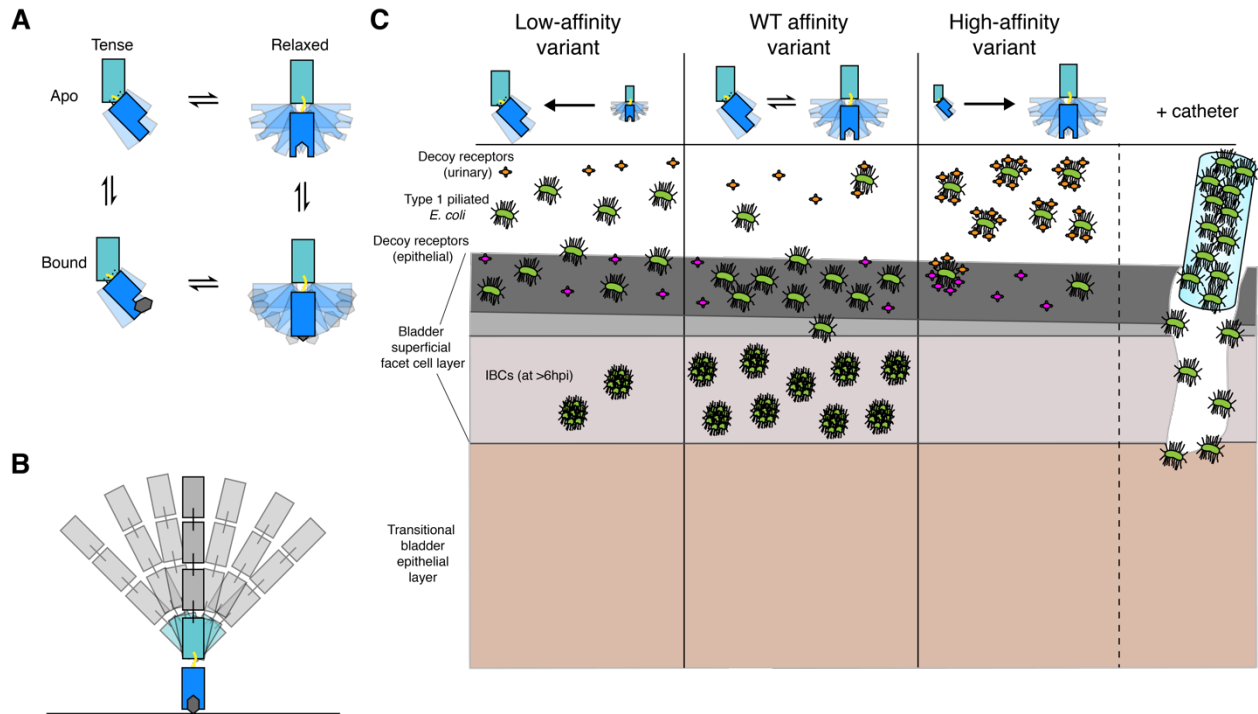 A
Tense
Relaxed
Apo
Bound
B
C
Low-affinity
variant
WT affinity
variant
High-affinity
variant
+ catheter
Decoy receptors
(urinary)
Type 1 piliated
E. coli
Decoy receptors
(epithelial)
Bladder
superficial
facet cell layer
IBCs (at >6hpi)
Transitional
bladder
epithelial
layer